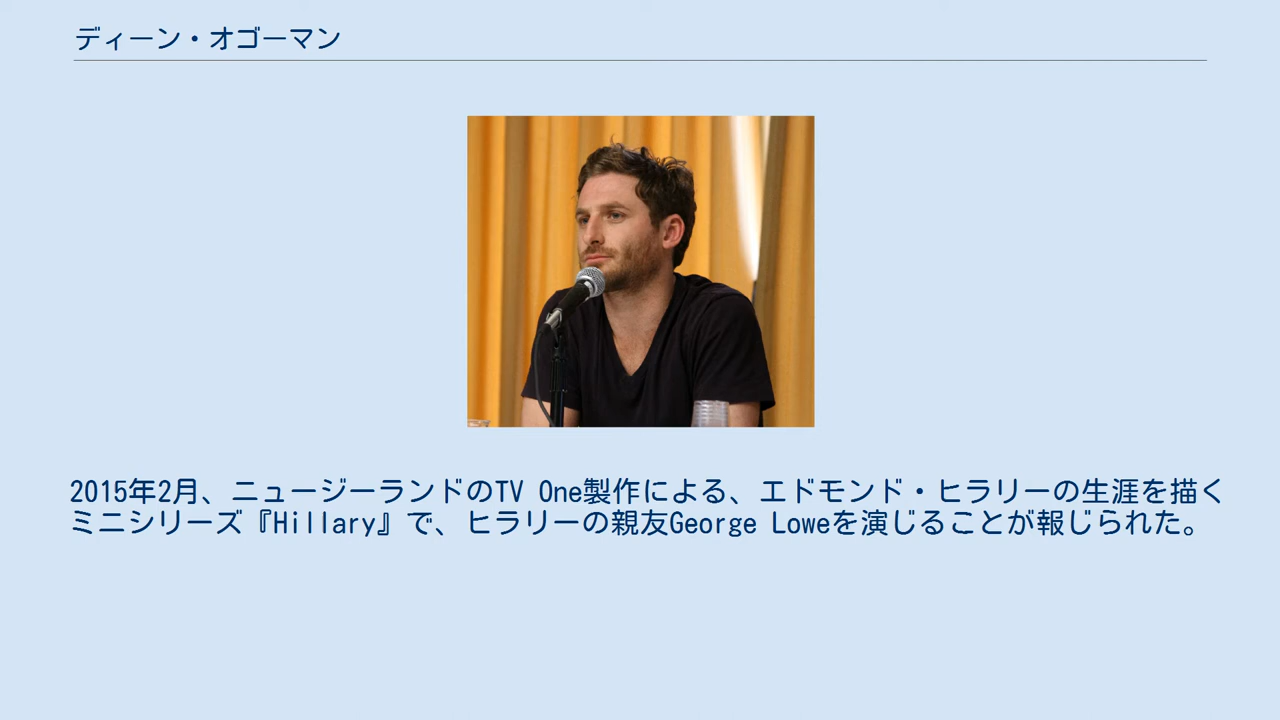 ディーン・オゴーマン
2015年2月、ニュージーランドのTV One製作による、エドモンド・ヒラリーの生涯を描く
ミニシリーズ『Hillary』で、ヒラリーの親友George Loweを演じることが報じられた。